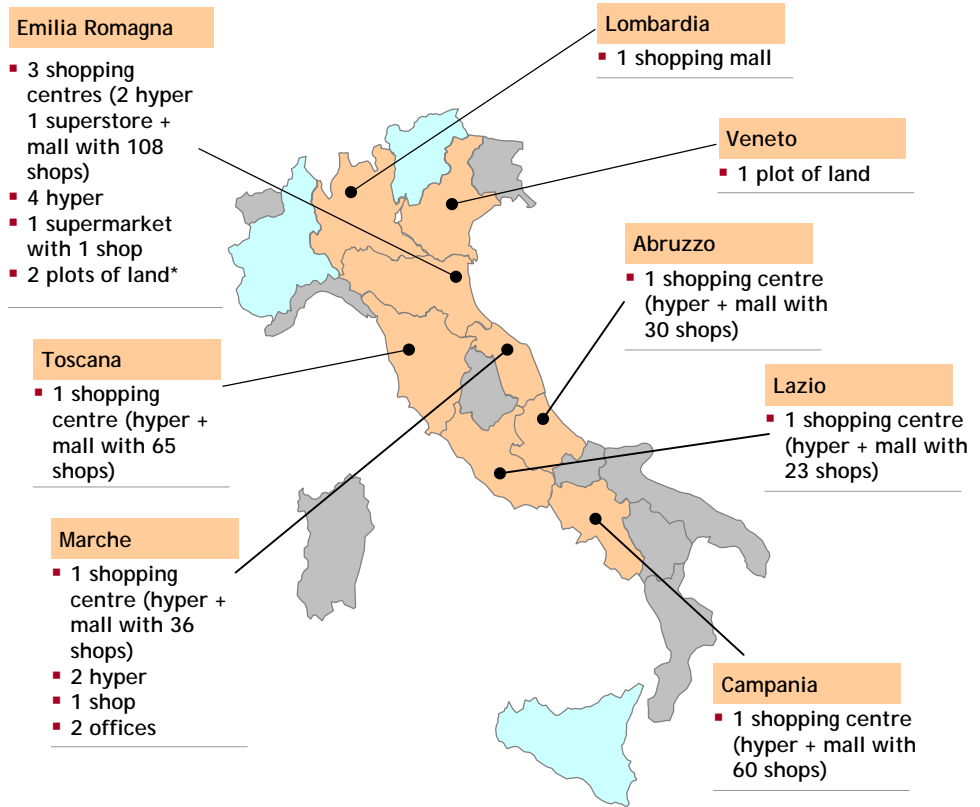 Emilia Romagna
▪ 3 shopping
centres (2 hyper
1 superstore +
mall with 108
shops)
▪ 4 hyper
▪ 1 supermarket
with 1 shop
▪ 2 plots of land*
Lombardia
▪ 1 shopping mall
Veneto
▪ 1 plot of land
Abruzzo
▪ 1 shopping centre
(hyper + mall with
30 shops)
Toscana
▪ 1 shopping
centre (hyper +
mall with 65
shops)
Lazio
▪ 1 shopping centre
(hyper + mall with
23 shops)
Marche
▪ 1 shopping
centre (hyper +
mall with 36
shops)
▪ 2 hyper
▪ 1 shop
▪ 2 offices
Campania
▪ 1 shopping centre
(hyper + mall with
60 shops)